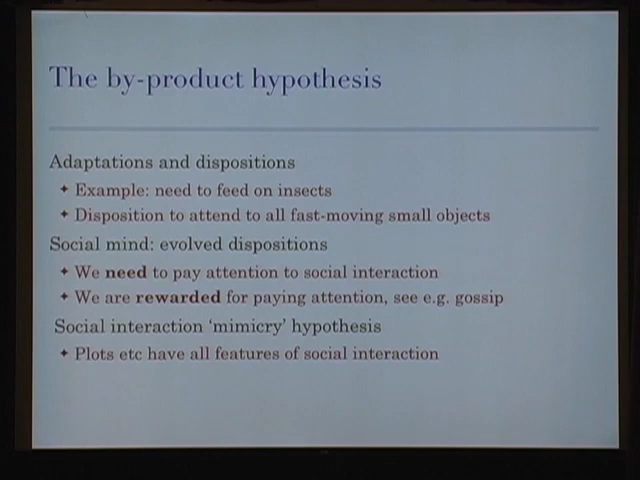 The by-product hypothesis
Adaptations and dispositions
✦ Example: need to feed on insects
✦ Disposition to attend to all fast-moving small objects
Social mind: evolved dispositions
✦ We need to pay attention to social interaction
✦ We are rewarded for paying attention, see e.g. gossip
Social interaction ‘mimicry’ hypothesis
✦ Plots etc have all features of social interaction